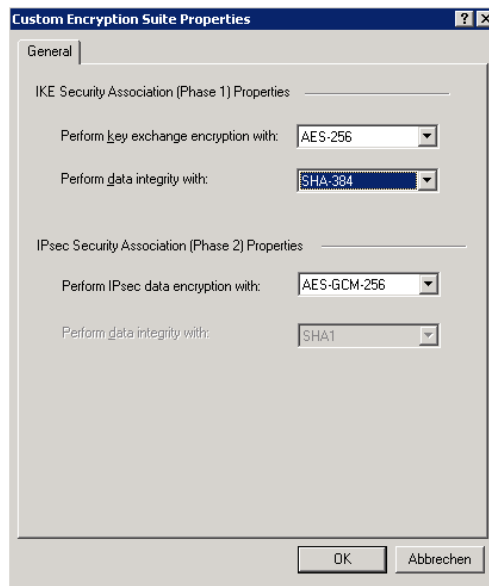 Custom Encryption Suite Properties
General
IKE Security Association (Phase 1) Properties
Perform key exchange encryption with: AES-256
Perform data integrity with: SHA-384
IPsec Security Association (Phase 2) Properties
Perform IPsec data encryption with: AES-GCM-256
Perform data integrity with: SHA1
OK Abbrechen